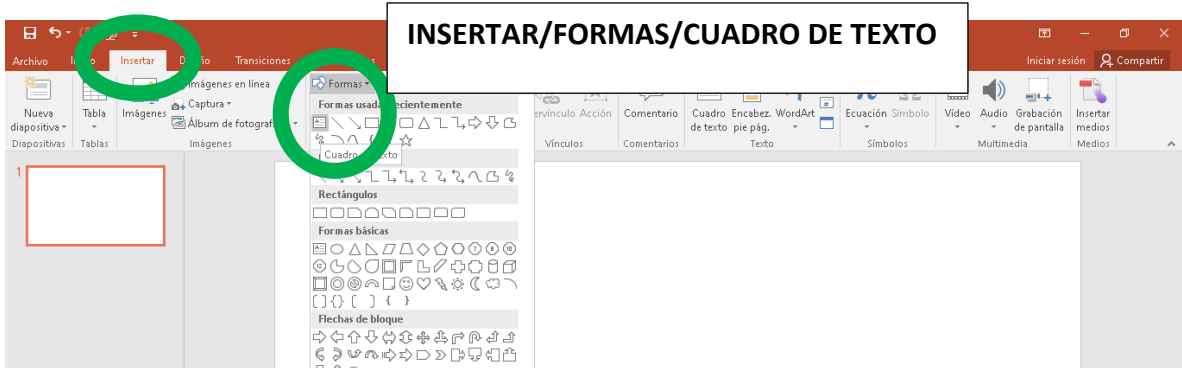 INSERTAR/FORMAS/CUADRO DE TEXTO
Archivo Insertar Transiciones Iniciar sesión Compartir
Nueva diapositiva
Tabla
Imágenes
Imágenes en línea
Captura
Álbum de
Formas
Comentario
Cuadro de texto
Encabez. pie pág.
WordArt
Ecuación
Símbolo
Vídeo
Audio
Grabación de pantalla
Insertar medios
Diapositivas Tablas Imágenes Vínculos Comentarios Texto Símbolos Multimedia Medios
Acción
Formas usadas recientemente
Cuadro
Rectángulos
Formas básicas
Flechas de bloque
1